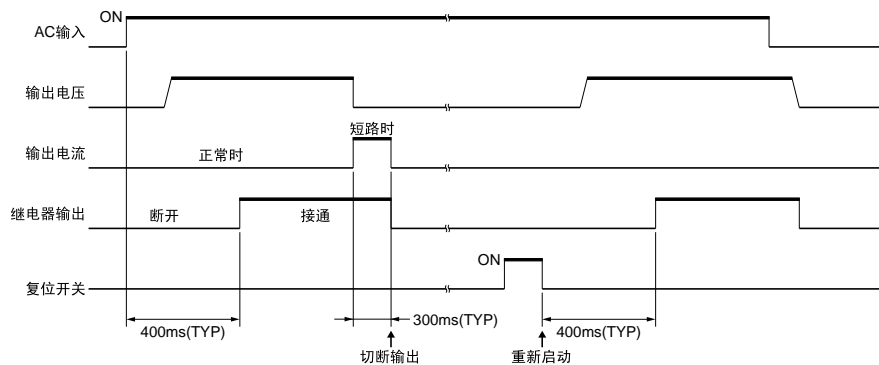 ON
AC输入
输出电压
短路时
输出电流
正常时
继电器输出
断开
接通
ON
复位开关
400ms(TYP)
300ms(TYP)
400ms(TYP)
切断输出
重新启动